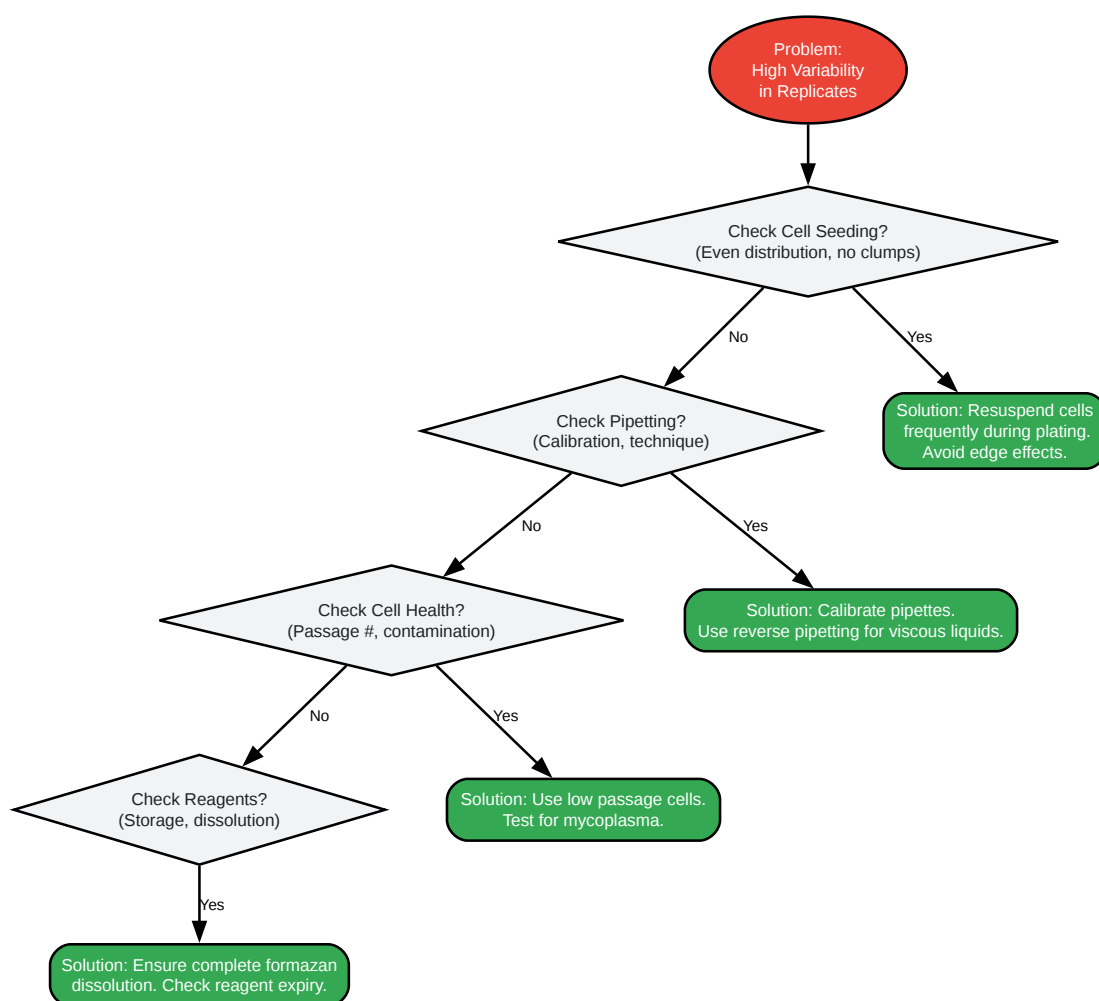 Problem:
High Variability
in Replicates
Check Cell Seeding?
(Even distribution, no clumps)
No
Yes
Check Pipetting?
(Calibration, technique)
Solution: Resuspend cells
frequently during plating.
Avoid edge effects.
No
Yes
Check Cell Health?
(Passage #, contamination)
Solution: Calibrate pipettes.
Use reverse pipetting for viscous liquids.
No
Yes
Check Reagents?
(Storage, dissolution)
Solution: Use low passage cells.
Test for mycoplasma.
Yes
Solution: Ensure complete formazan
dissolution. Check reagent expiry.